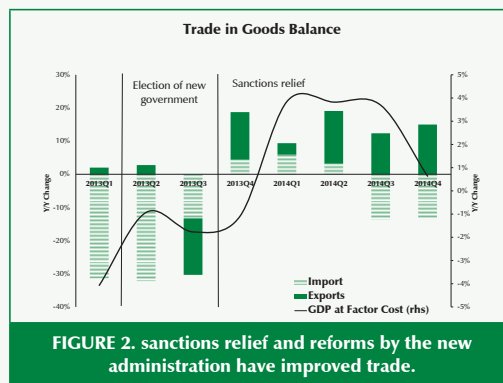 Trade in Goods Balance
30%
20%
10%
0%
-10%
-20%
-30%
-40%
Y/Y Change
Election of new
government
Sanctions relief
2013Q1
2013Q2
2013Q3
2013Q4
2014Q1
2014Q2
2014Q3
2014Q4
5%
4%
3%
2%
1%
0%
-1%
-2%
-3%
-4%
-5%
Y/Y Change
Import
Exports
GDP at Factor Cost (rhs)
FIGURE 2. sanctions relief and reforms by the new
administration have improved trade.